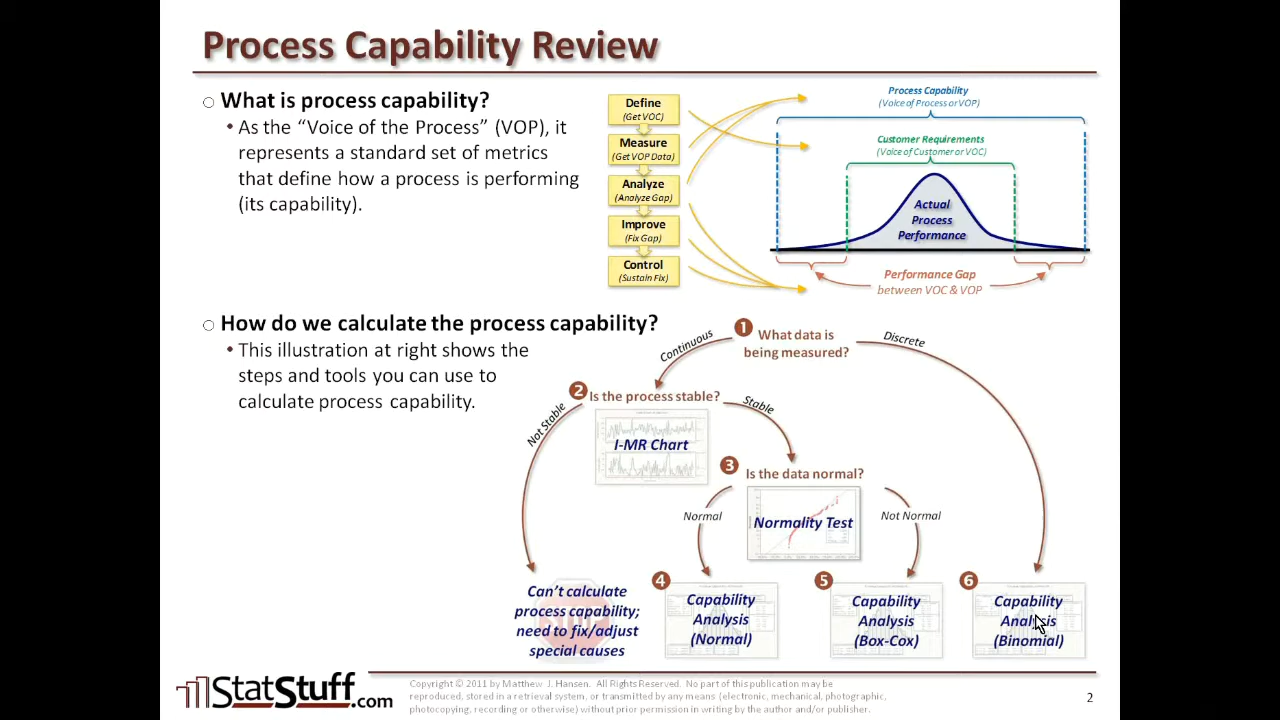 Process Capability Review
What is process capability?
• As the “Voice of the Process” (VOP), it
represents a standard set of metrics
that define how a process is performing
(its capability).
Define
(Get VOC)
Measure
(Get VOP Data)
Analyze
(Analyze Gap)
Improve
(Fix Gap)
Control
(Sustain Fix)
Process Capability
(Voice of Process or VOP)
Customer Requirements
(Voice of Customer or VOC)
Actual
Process
Performance
Performance Gap
between VOC & VOP
How do we calculate the process capability?
• This illustration at right shows the
steps and tools you can use to
calculate process capability.
1 What data is
being measured?
Continuous
Discrete
2 Is the process stable?
I-MR Chart
Not Stable
Stable
3 Is the data normal?
Normality Test
Normal
Not Normal
Can’t calculate
process capability;
need to fix/adjust
special causes
4 Capability
Analysis
(Normal)
5 Capability
Analysis
(Box-Cox)
6 Capability
Analysis
(Binomial)
StatStuff.com
Copyright © 2011 by Matthew J. Hansen. All Rights Reserved. No part of this publication may be
reproduced, stored in a retrieval system, or transmitted by any means (electronic, mechanical, photographic,
photocopying, recording or otherwise) without prior permission in writing by the author and/or publisher.
2